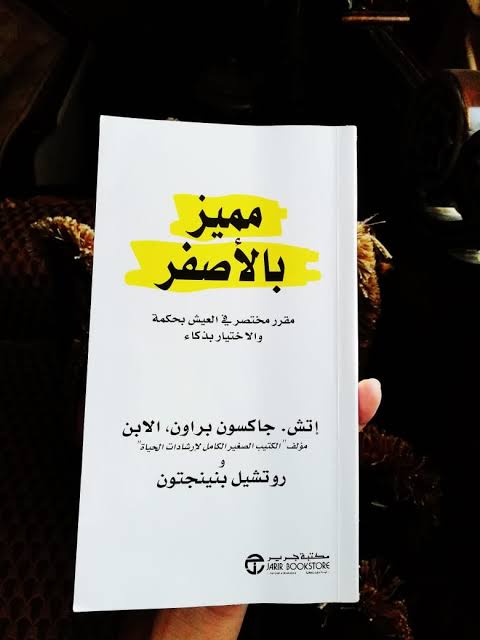 مميز
بالأصفر
مقرر مختصر في العيش بحكمة
والاختيار بذكاء
إتش. جاكسون براون، الابن
مؤلف "الكتيب الصغير الكامل لإرشادات الحياة"
و
روتشيل بنينجتون
مكتبة جرير
JARIR BOOKSTORE